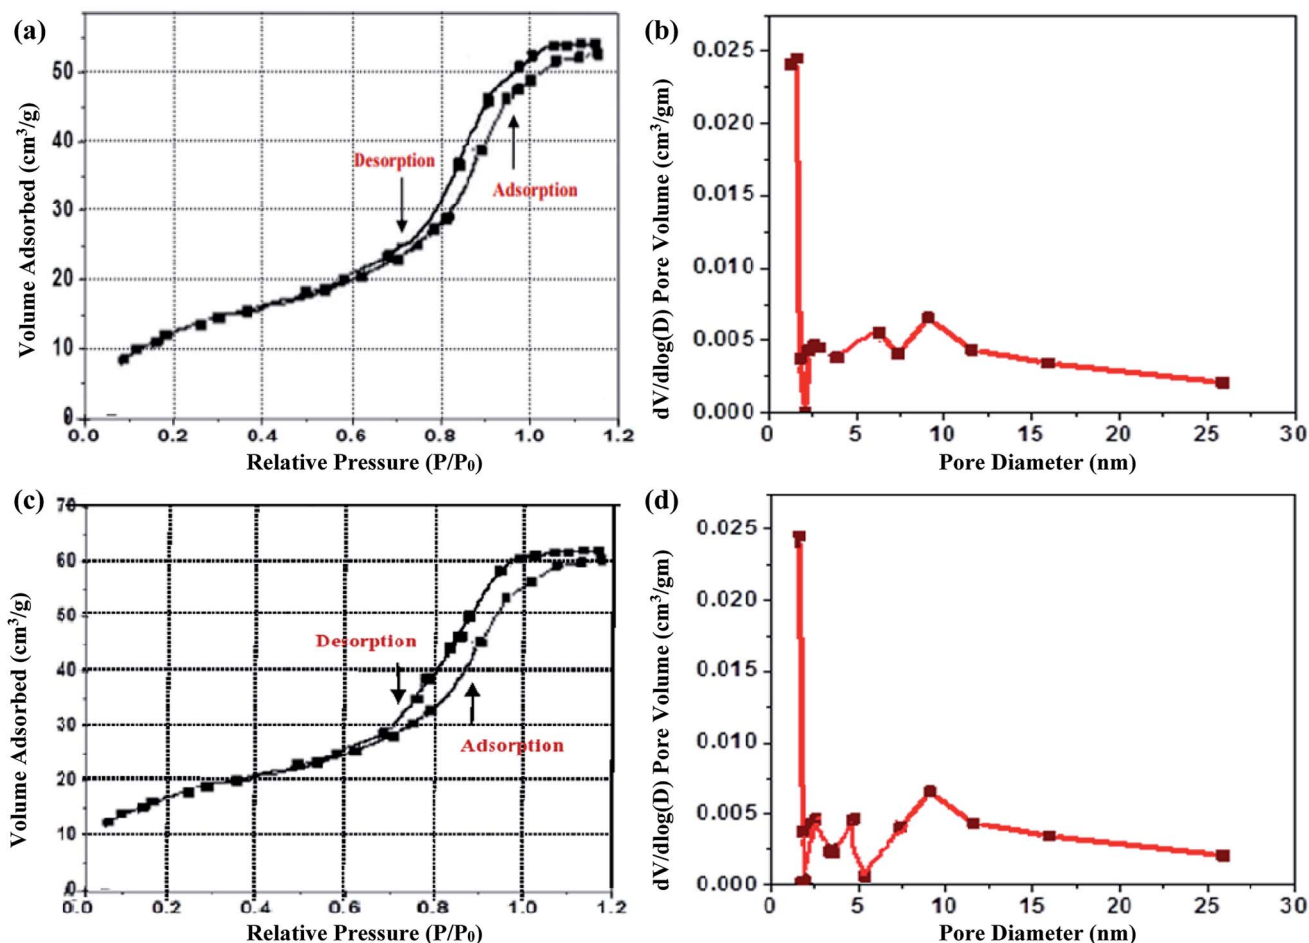 (a)
50
40
30
20
10
0
0.0 0.2 0.4 0.6 0.8 1.0 1.2
Volume Adsorbed (cm³/g)
Relative Pressure (P/P₀)
Desorption
Adsorption
(b)
0.025
0.020
0.015
0.010
0.005
0.000
0 5 10 15 20 25 30
dV/dlog(D) Pore Volume (cm³/gm)
Pore Diameter (nm)
(c)
70
60
50
40
30
20
10
0
0.0 0.2 0.4 0.6 0.8 1.0 1.2
Volume Adsorbed (cm³/g)
Relative Pressure (P/P₀)
Desorption
Adsorption
(d)
0.025
0.020
0.015
0.010
0.005
0.000
0 5 10 15 20 25 30
dV/dlog(D) Pore Volume (cm³/gm)
Pore Diameter (nm)